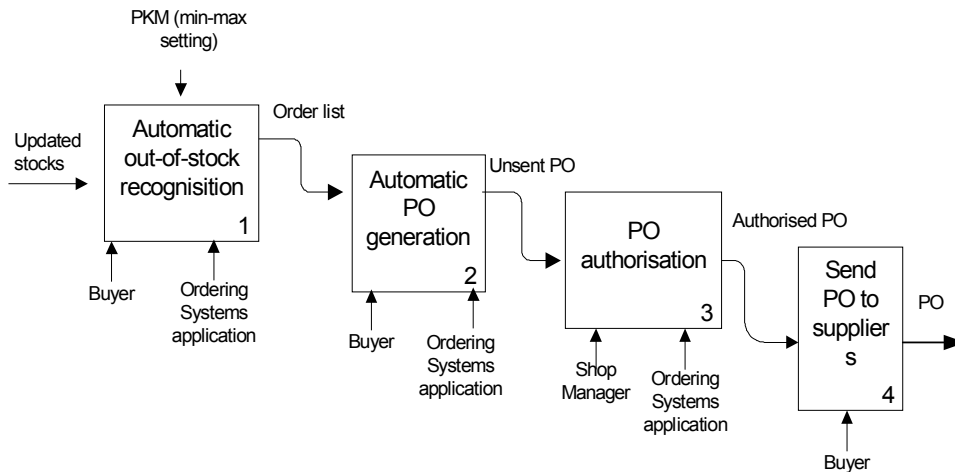 PKM (min-max
setting)
Updated
stocks
Automatic
out-of-stock
recognisition
1
Order list
Buyer
Ordering
Systems
application
Automatic
PO
generation
2
Unsent PO
Buyer
Ordering
Systems
application
PO
authorisation
3
Authorised PO
Shop
Manager
Ordering
Systems
application
Send
PO to
supplier
s
4
PO
Buyer